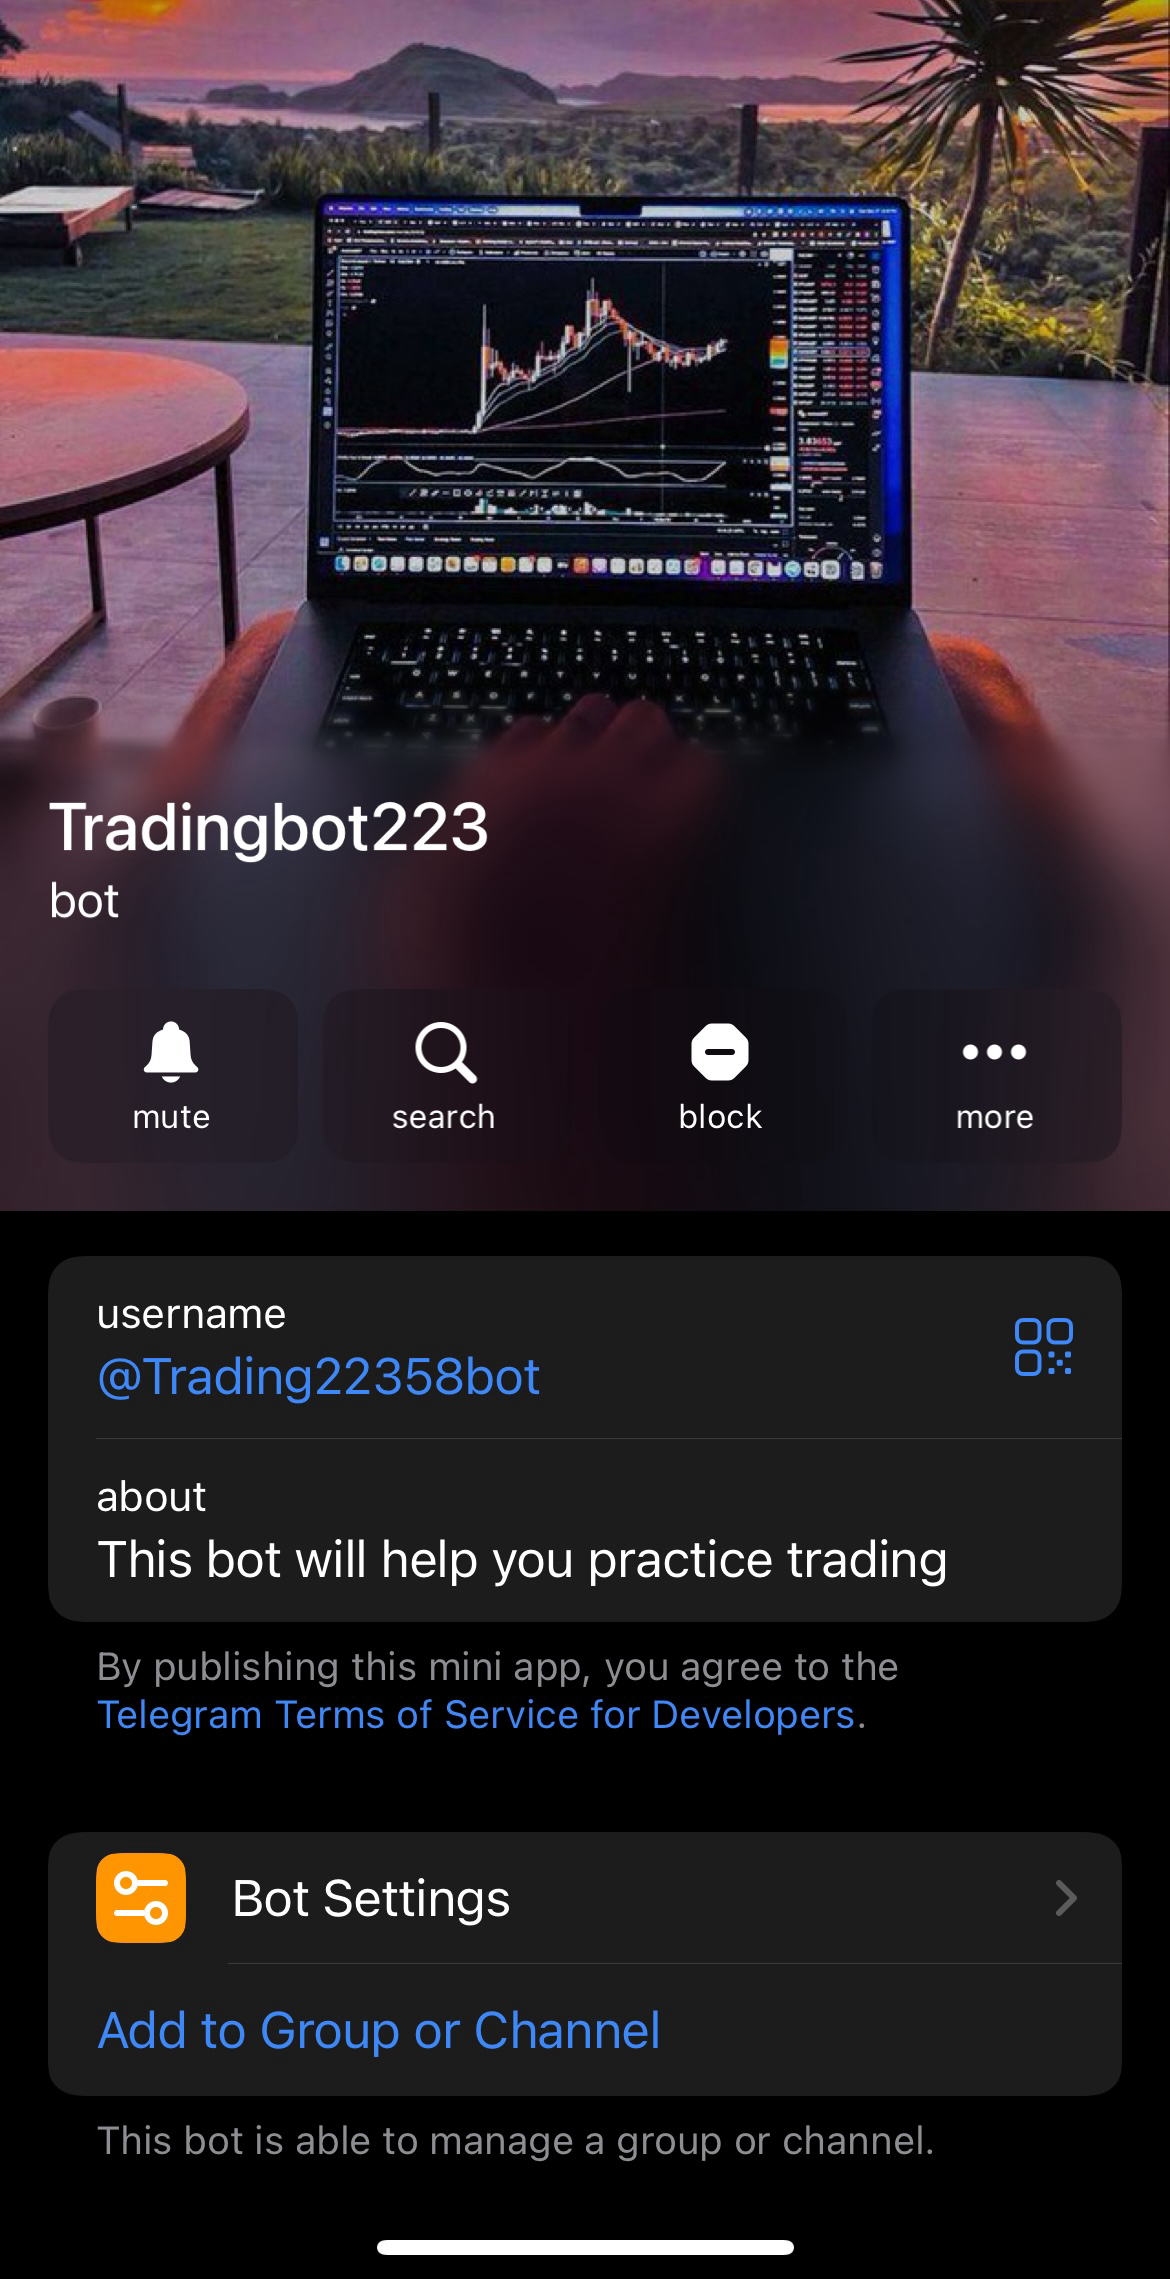 Tradingbot223
bot
mute
search
block
more
username
@Trading22358bot
about
This bot will help you practice trading
By publishing this mini app, you agree to the
Telegram Terms of Service for Developers.
Bot Settings
Add to Group or Channel
This bot is able to manage a group or channel.